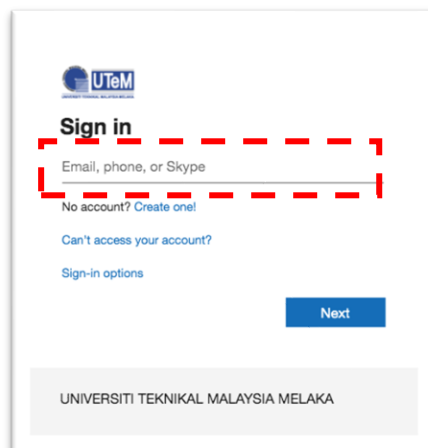 UTeM
Sign in
Email, phone, or Skype
No account? Create one!
Can't access your account?
Sign-in options
Next
UNIVERSITI TEKNIKAL MALAYSIA MELAKA